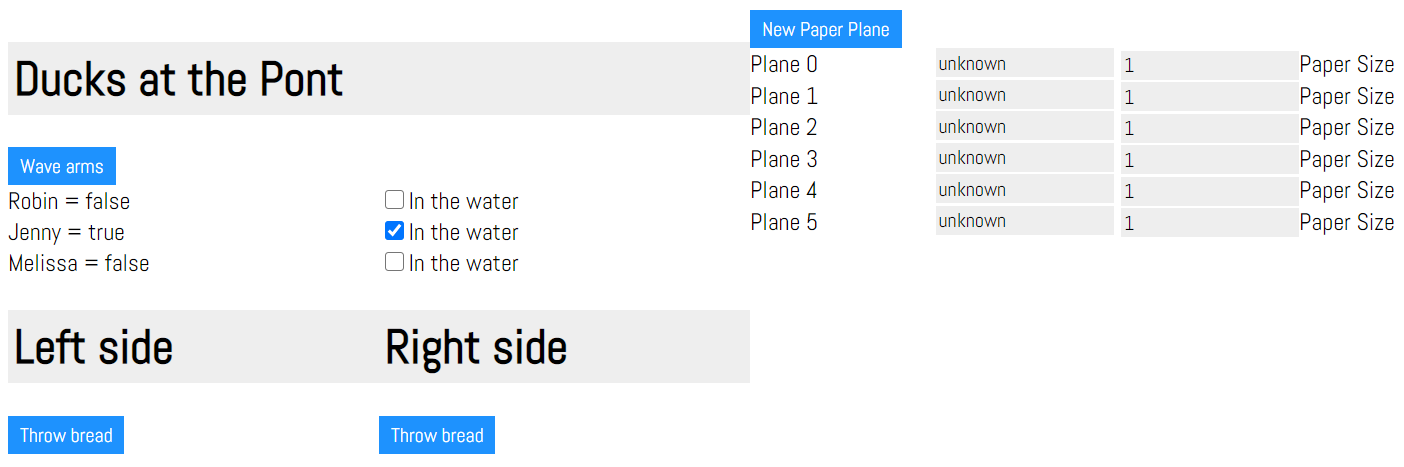 Ducks at the Pont
Wave arms
Robin = false In the water
Jenny = true In the water
Melissa = false In the water
Left side Right side
Throw bread Throw bread
New Paper Plane
Plane 0 unknown 1 Paper Size
Plane 1 unknown 1 Paper Size
Plane 2 unknown 1 Paper Size
Plane 3 unknown 1 Paper Size
Plane 4 unknown 1 Paper Size
Plane 5 unknown 1 Paper Size